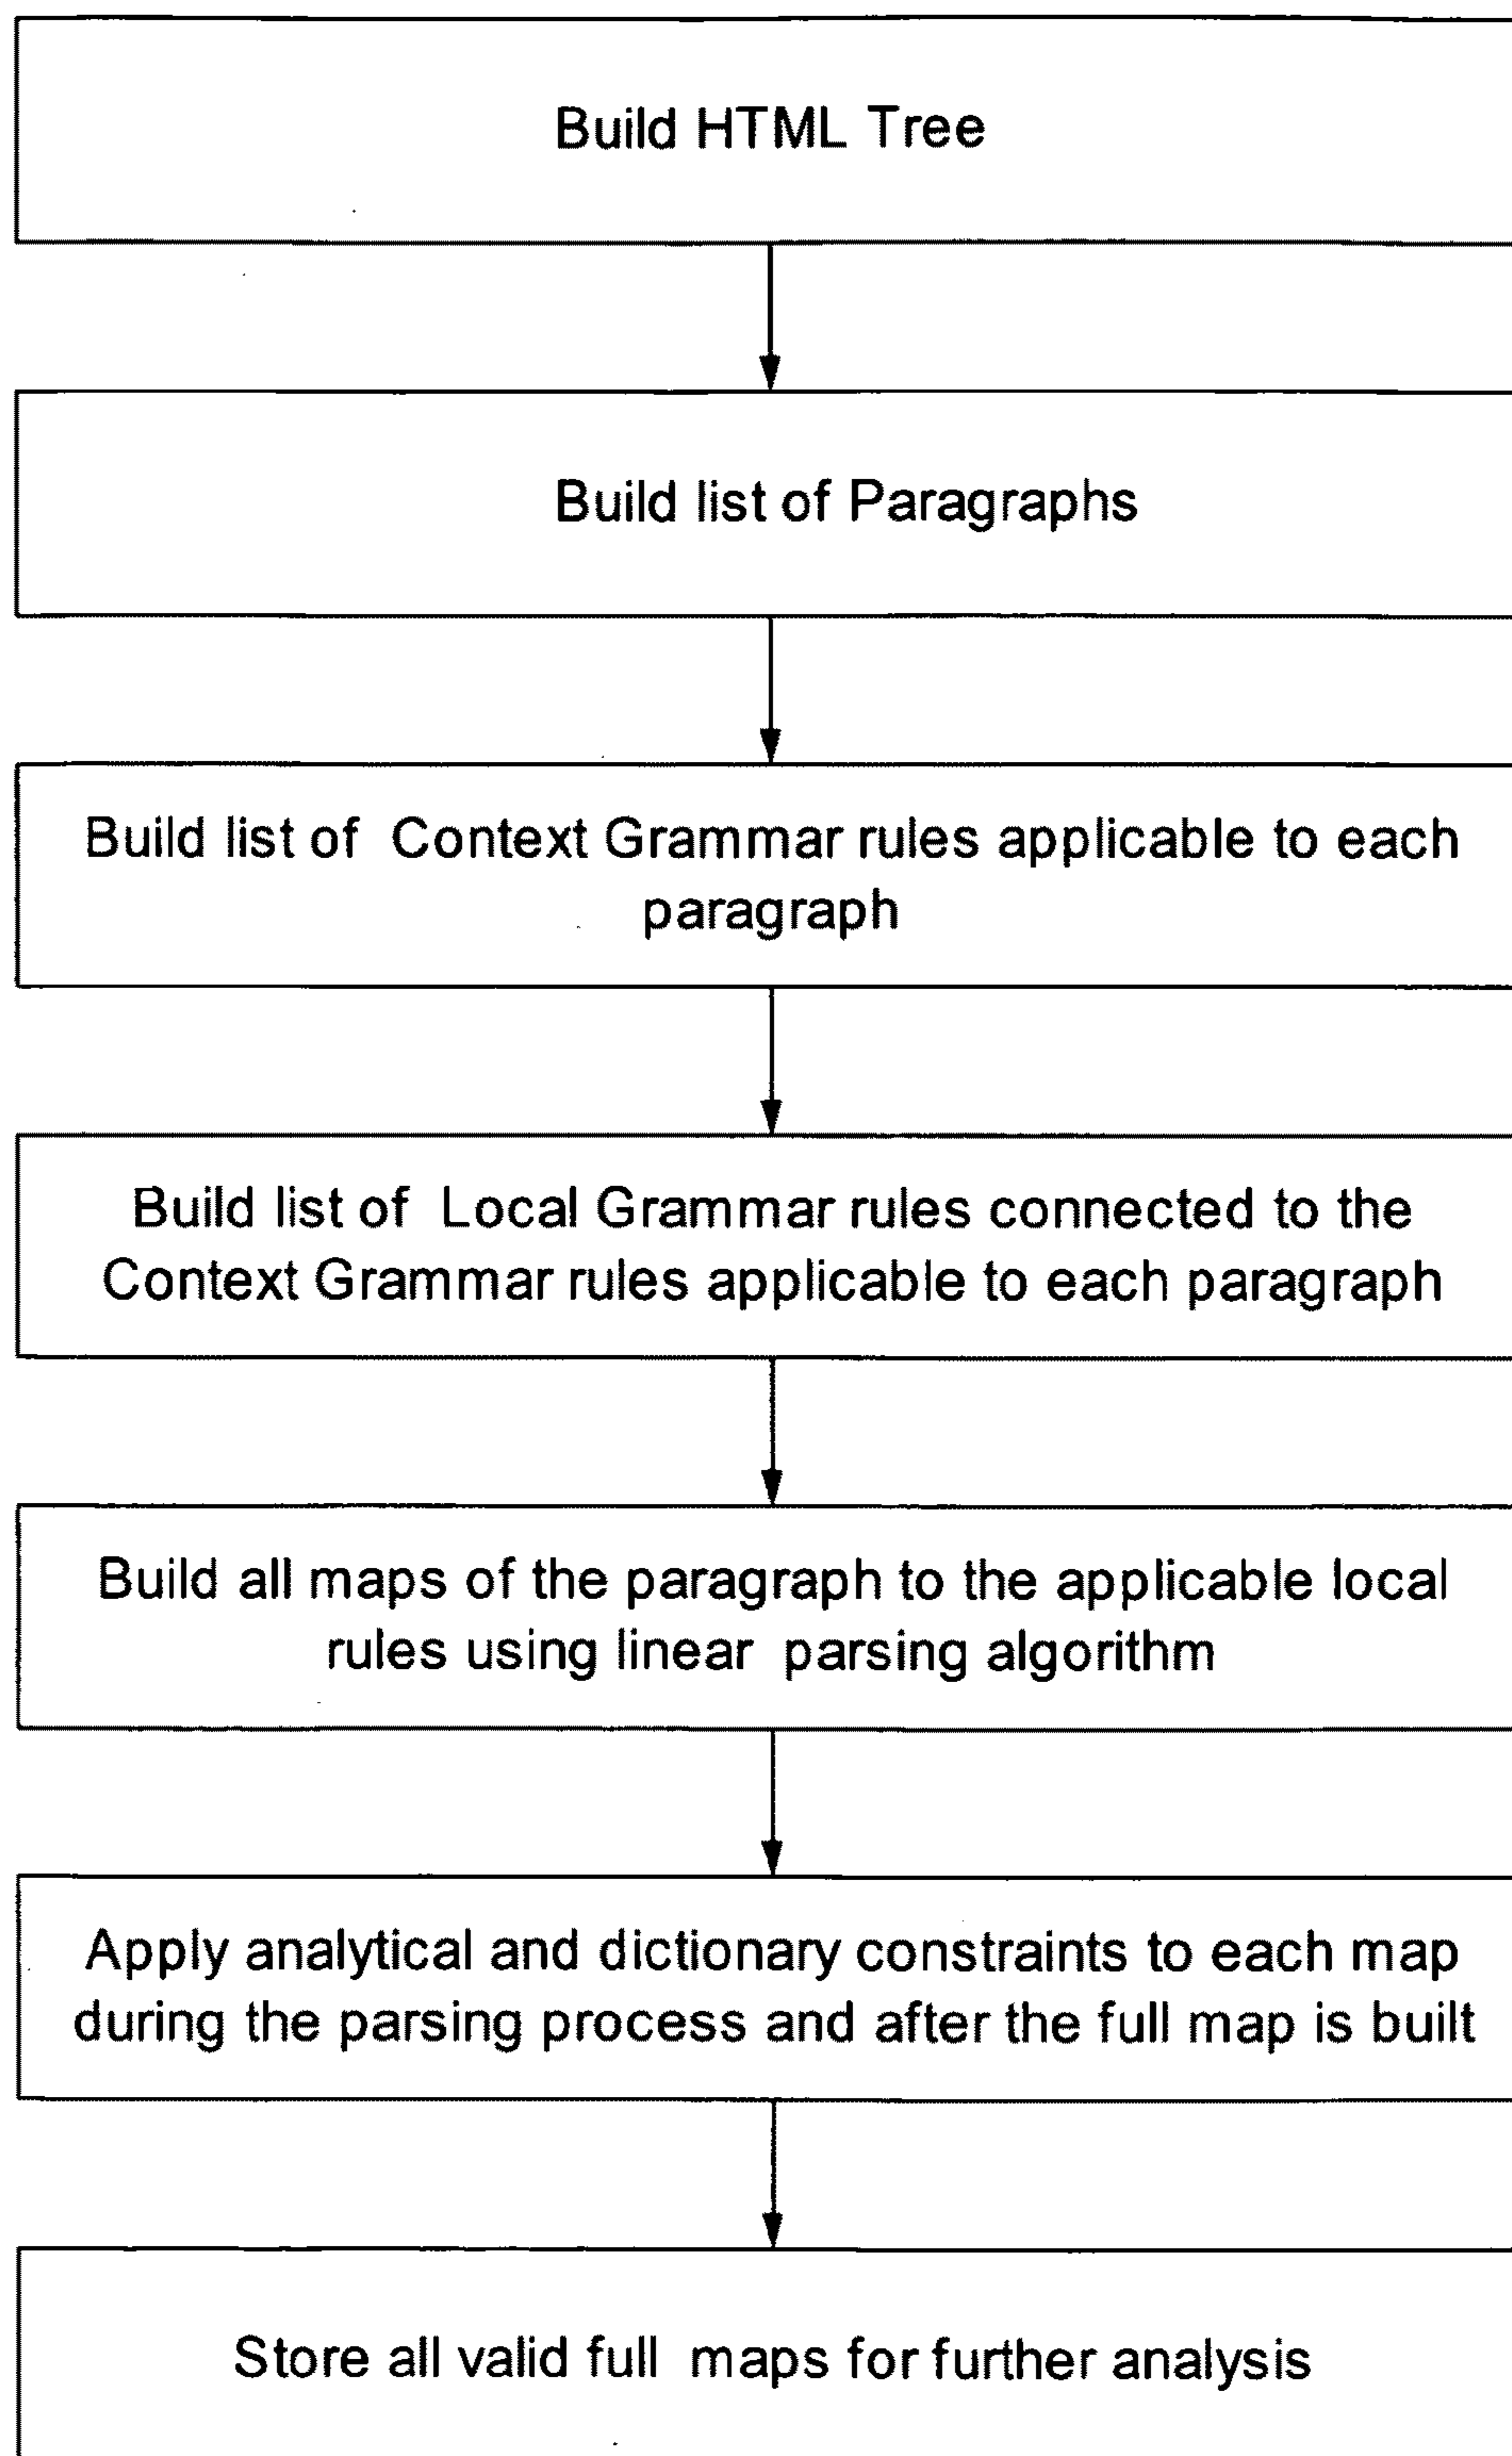 Build HTML Tree
Build list of Paragraphs
Build list of Context Grammar rules applicable to each
paragraph
Build list of Local Grammar rules connected to the
Context Grammar rules applicable to each paragraph
Build all maps of the paragraph to the applicable local
rules using linear parsing algorithm
Apply analytical and dictionary constraints to each map
during the parsing process and after the full map is built
Store all valid full maps for further analysis